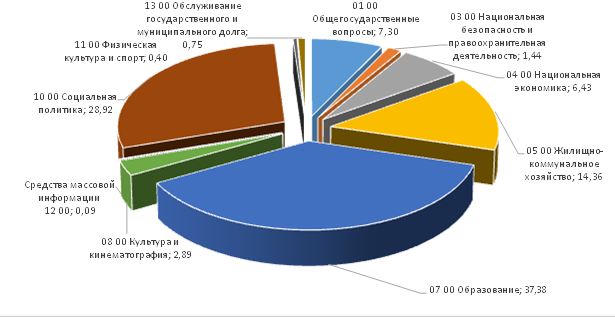 13 00 Обслуживание
государственного и
муниципального долга;
0,75
01 00
Общегосударственные
вопросы; 7,30
03 00 Национальная
безопасность и
правоохранительная
деятельность; 1,44
04 00 Национальная
экономика; 6,43
05 00 Жилищно-
коммунальное
хозяйство; 14,36
07 00 Образование; 37,38
08 00 Культура и
кинематография; 2,89
Средства массовой
информации
12 00; 0,09
10 00 Социальная
политика; 28,92
11 00 Физическая
культура и спорт; 0,40